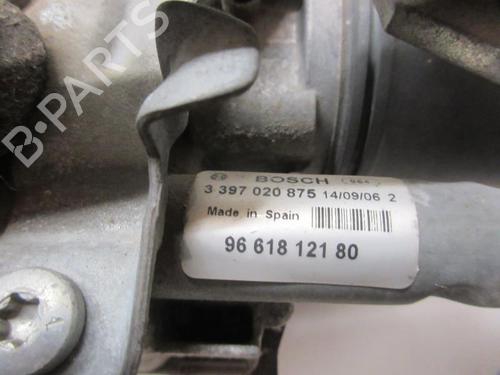 B-PARTS
BOSCH
3 397 020 875 14/09/06 2
Made in Spain
96 618 121 80